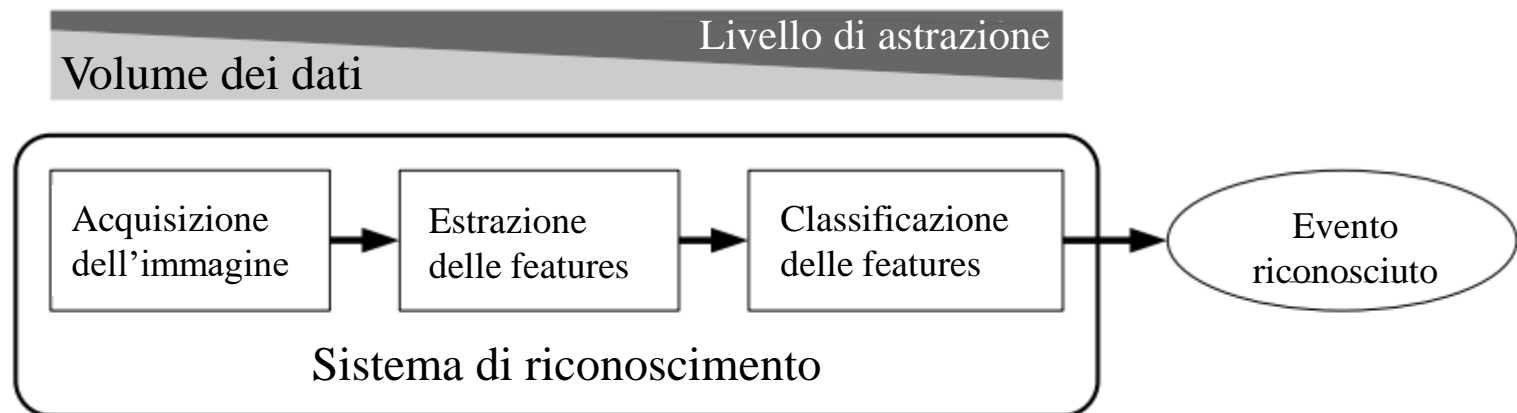 Livello di astrazione
Volume dei dati
Acquisizione
dell’immagine
Estrazione
delle features
Classificazione
delle features
Evento
riconosciuto
Sistema di riconoscimento